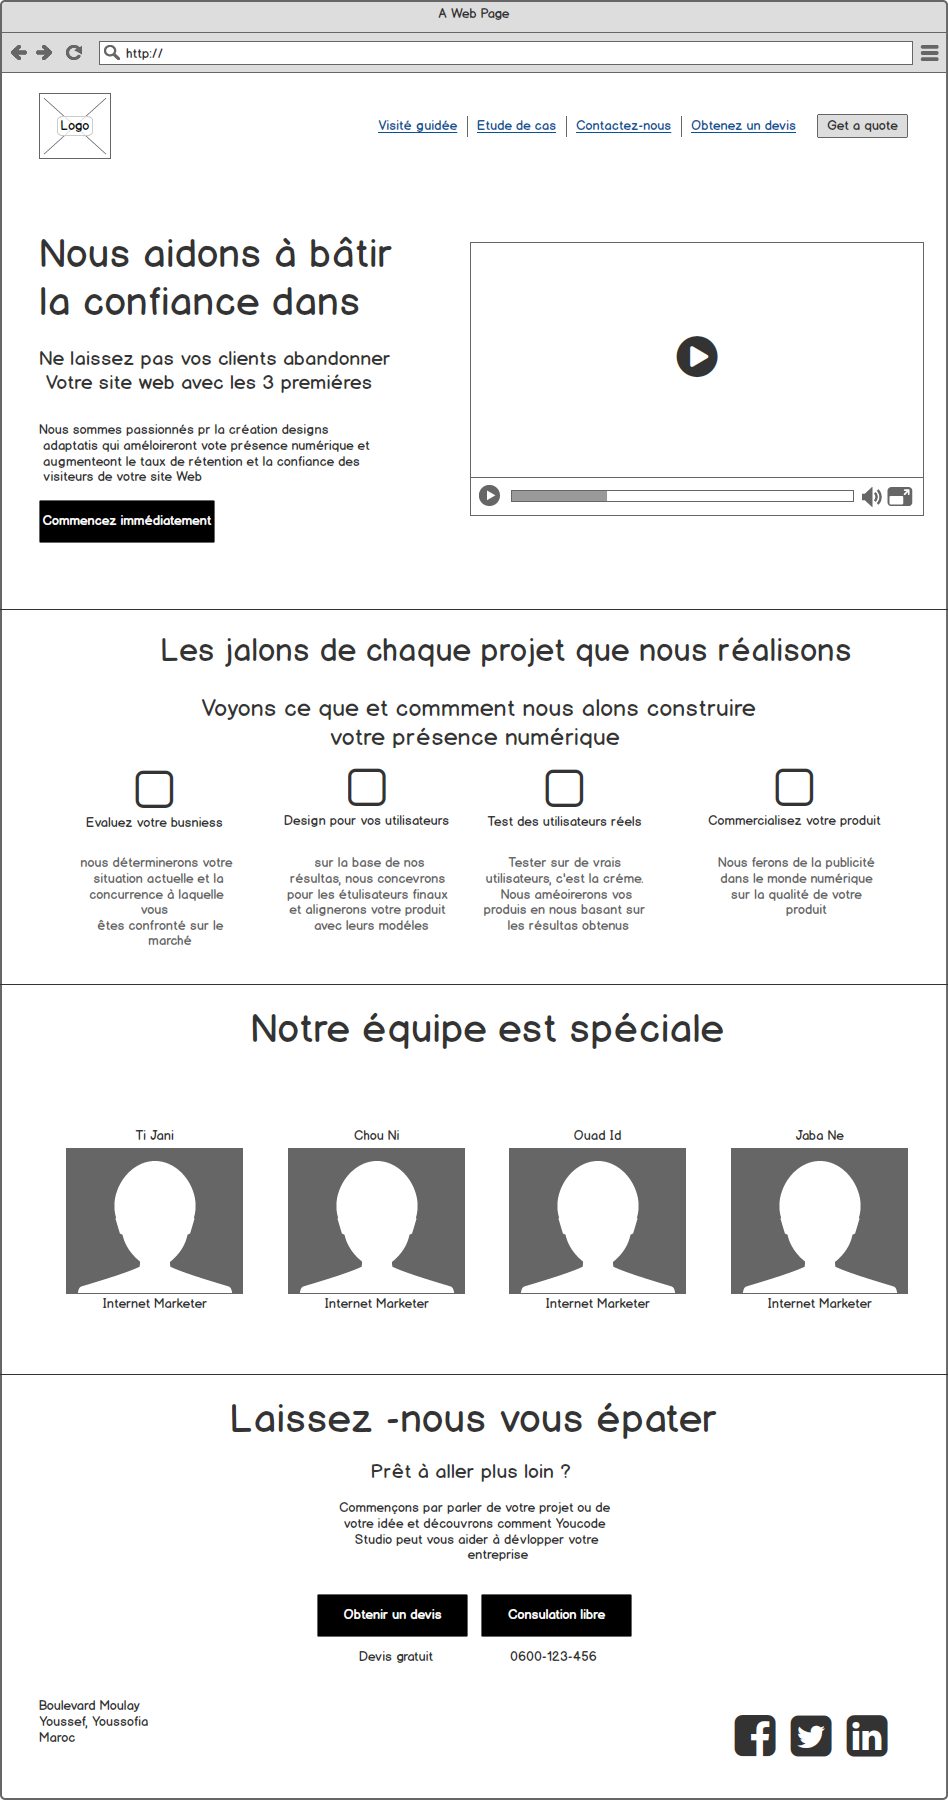 A Web Page
http://
Logo
Visité guidée
Etude de cas
Contactez-nous
Obtenez un devis
Get a quote
Nous aidons à bâtir
la confiance dans
Ne laissez pas vos clients abandonner
Votre site web avec les 3 premiéres
Nous sommes passionnés pr la création designs
adaptatis qui améloireront vote présence numérique et
augmenteont le taux de rétention et la confiance des
visiteurs de votre site Web
Commencez immédiatement
Les jalons de chaque projet que nous réalisons
Voyons ce que et commment nous alons construire
votre présence numérique
Evaluez votre busniess
nous déterminerons votre
situation actuelle et la
concurrence à laquelle
vous
êtes confronté sur le
marché
Design pour vos utilisateurs
sur la base de nos
résultas, nous concevrons
pour les étulisateurs finaux
et alignerons votre produit
avec leurs modéles
Test des utilisateurs réels
Tester sur de vrais
utilisateurs, c'est la créme.
Nous améoirerons vos
produis en nous basant sur
les résultas obtenus
Commercialisez votre produit
Nous ferons de la publicité
dans le monde numérique
sur la qualité de votre
produit
Notre équipe est spéciale
Ti Jani
Internet Marketer
Chou Ni
Internet Marketer
Ouad Id
Internet Marketer
Jaba Ne
Internet Marketer
Laissez -nous vous épater
Prêt à aller plus loin ?
Commençons par parler de votre projet ou de
votre idée et découvrons comment Youcode
Studio peut vous aider à dévlopper votre
entreprise
Obtenir un devis
Devis gratuit
Consulation libre
0600-123-456
Boulevard Moulay
Youssef, Youssofia
Maroc